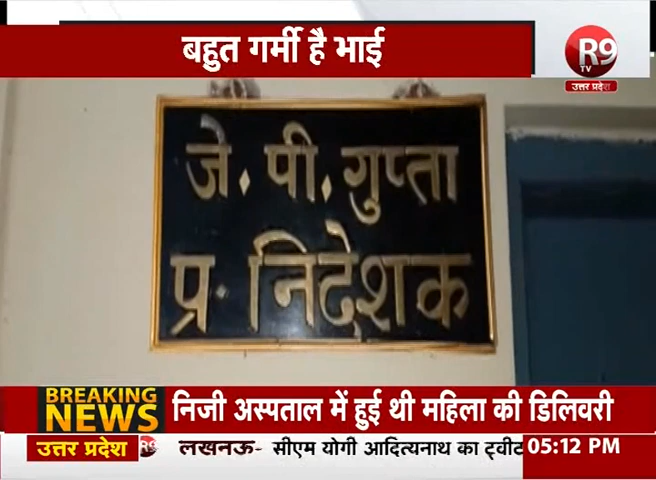 बहुत गर्मी है भाई
R9
TV
उत्तर प्रदेश
जे. पी. गुप्ता
प्र. निदेशक
BREAKING
NEWS
निजी अस्पताल में हुई थी महिला की डिलिवरी
उत्तर प्रदेश
R9
लखनऊ- सीएम योगी आदित्यनाथ का ट्वीट
05:12 PM